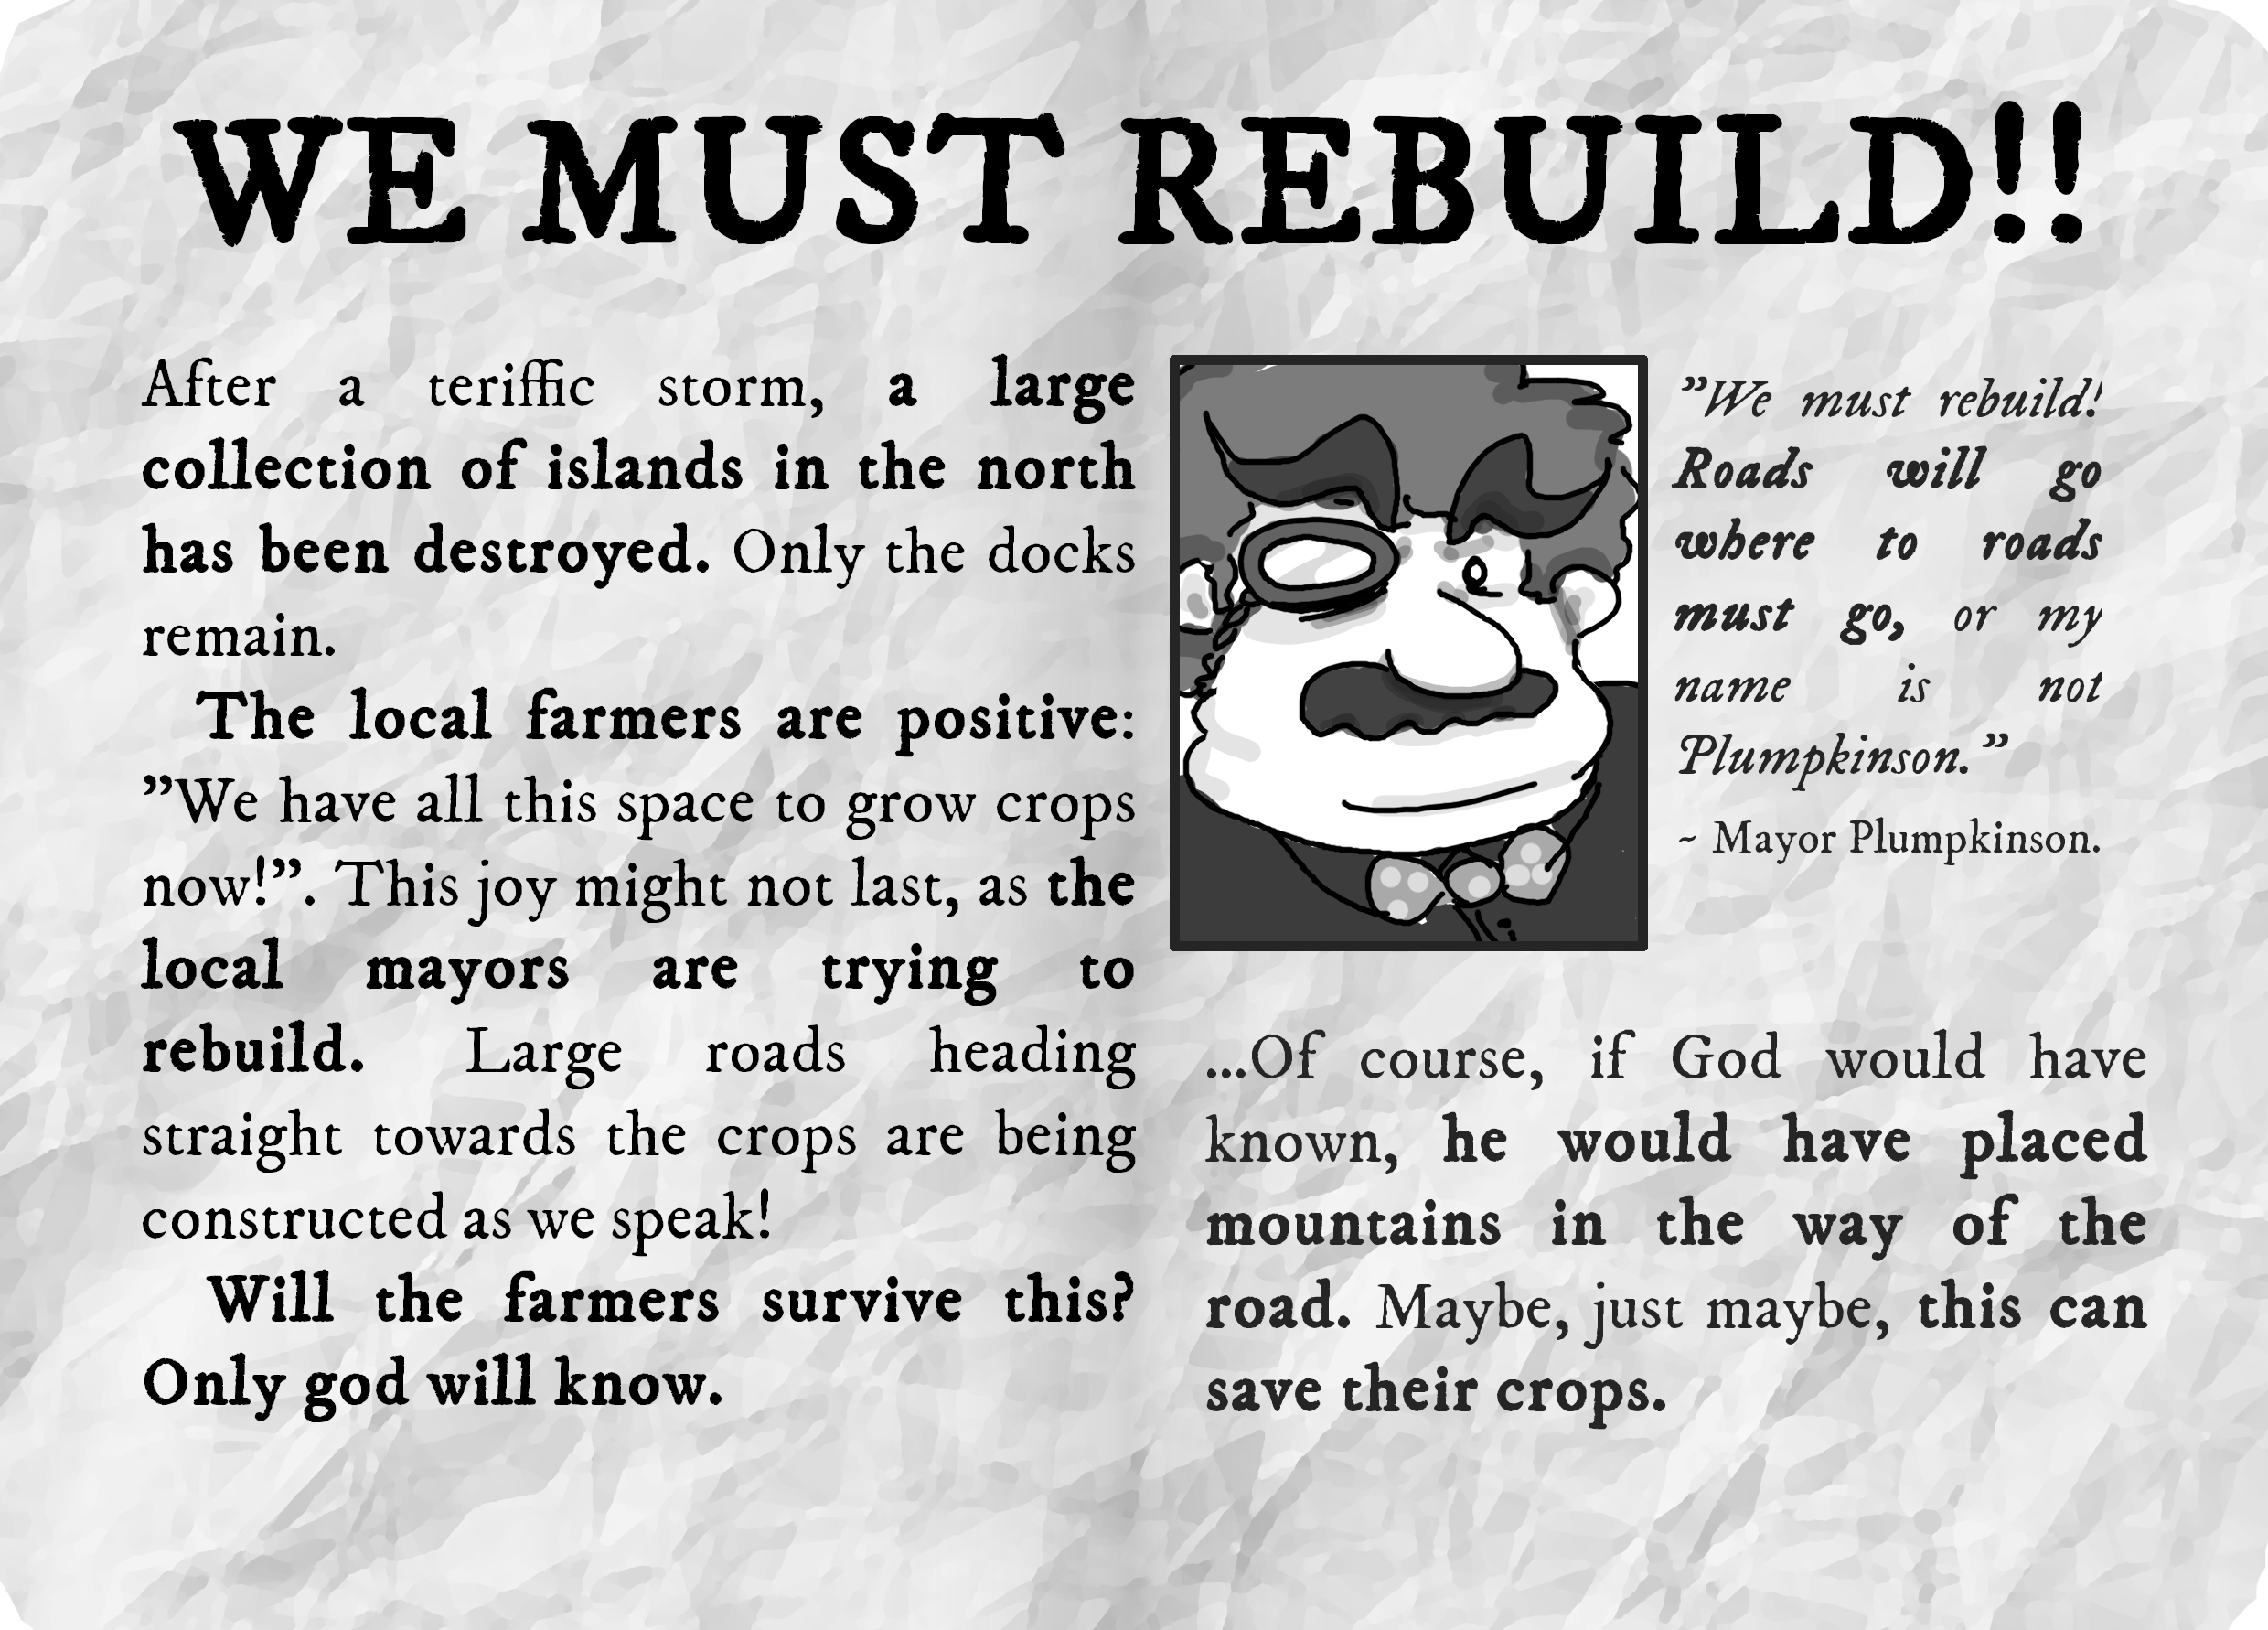 WE MUST REBUILD!!
After a teriffic storm, a large
collection of islands in the north
has been destroyed. Only the docks
remain.
The local farmers are positive:
”We have all this space to grow crops
now!”. This joy might not last, as the
local mayors are trying to
rebuild. Large roads heading
straight towards the crops are being
constructed as we speak!
Will the farmers survive this?
Only god will know.
”We must rebuild!
Roads will go
where to roads
must go, or my
name is not
Plumpkinson.”
~ Mayor Plumpkinson.
...Of course, if God would have
known, he would have placed
mountains in the way of the
road. Maybe, just maybe, this can
save their crops.